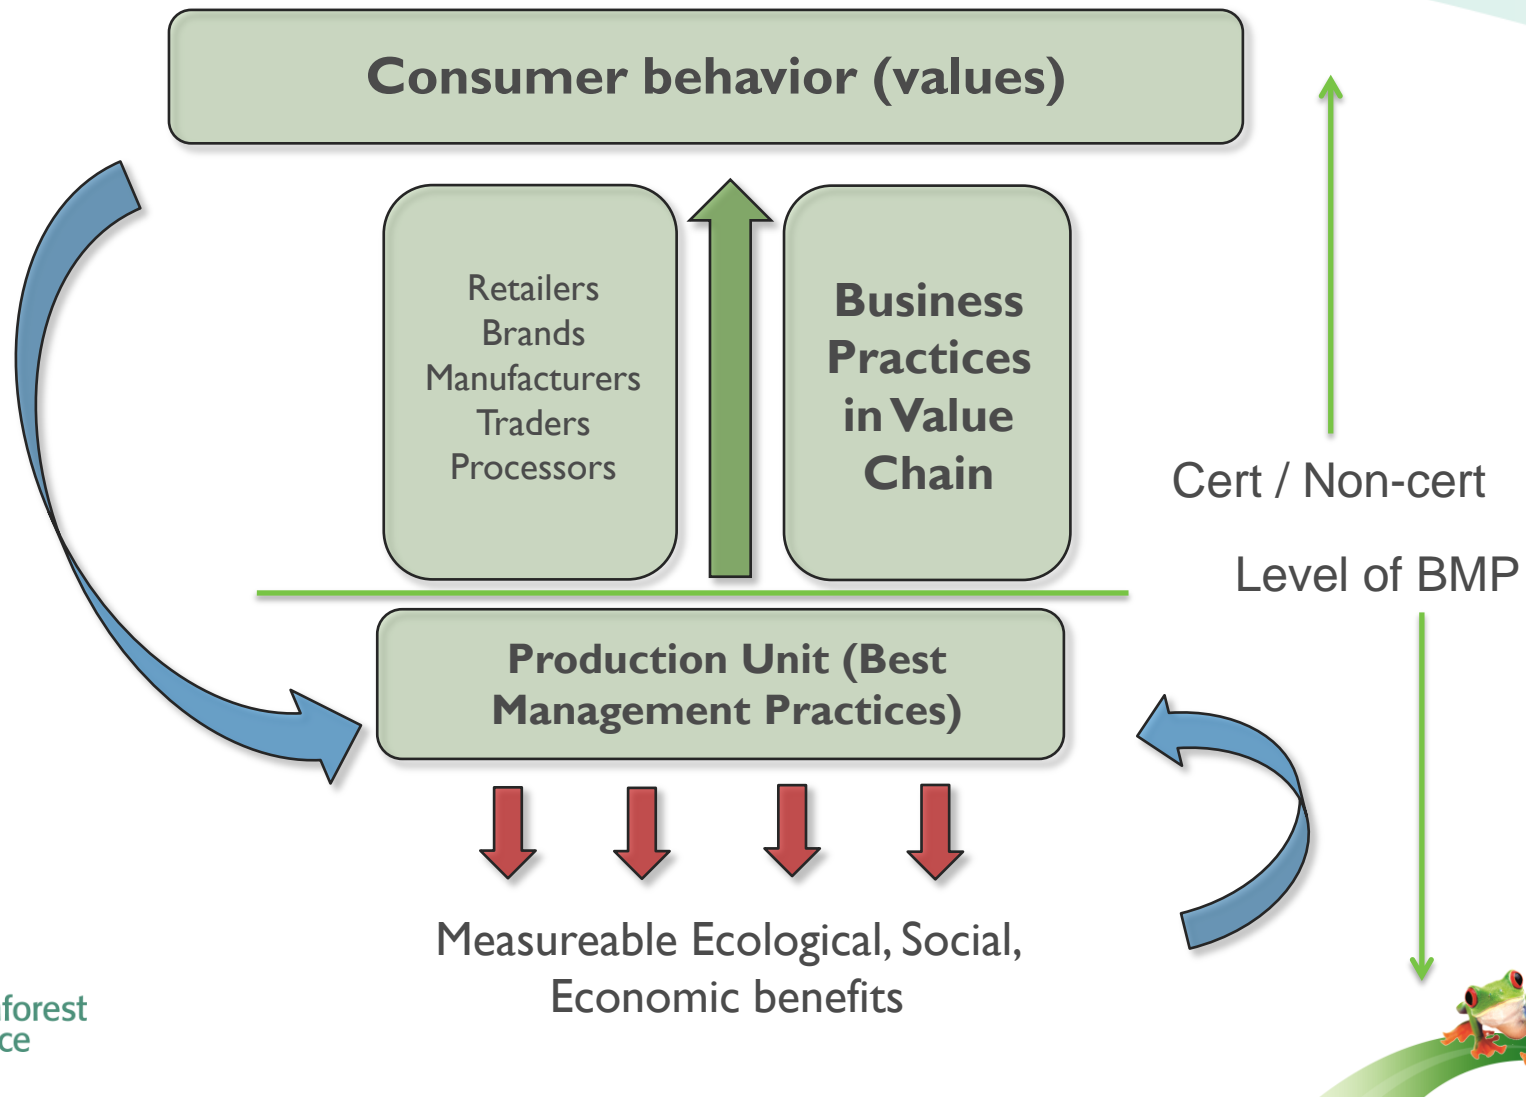 Consumer behavior (values)
Retailers
Brands
Manufacturers
Traders
Processors
Business
Practices
in Value
Chain
Cert / Non-cert
Level of BMP
Production Unit (Best
Management Practices)
Measureable Ecological, Social,
Economic benefits